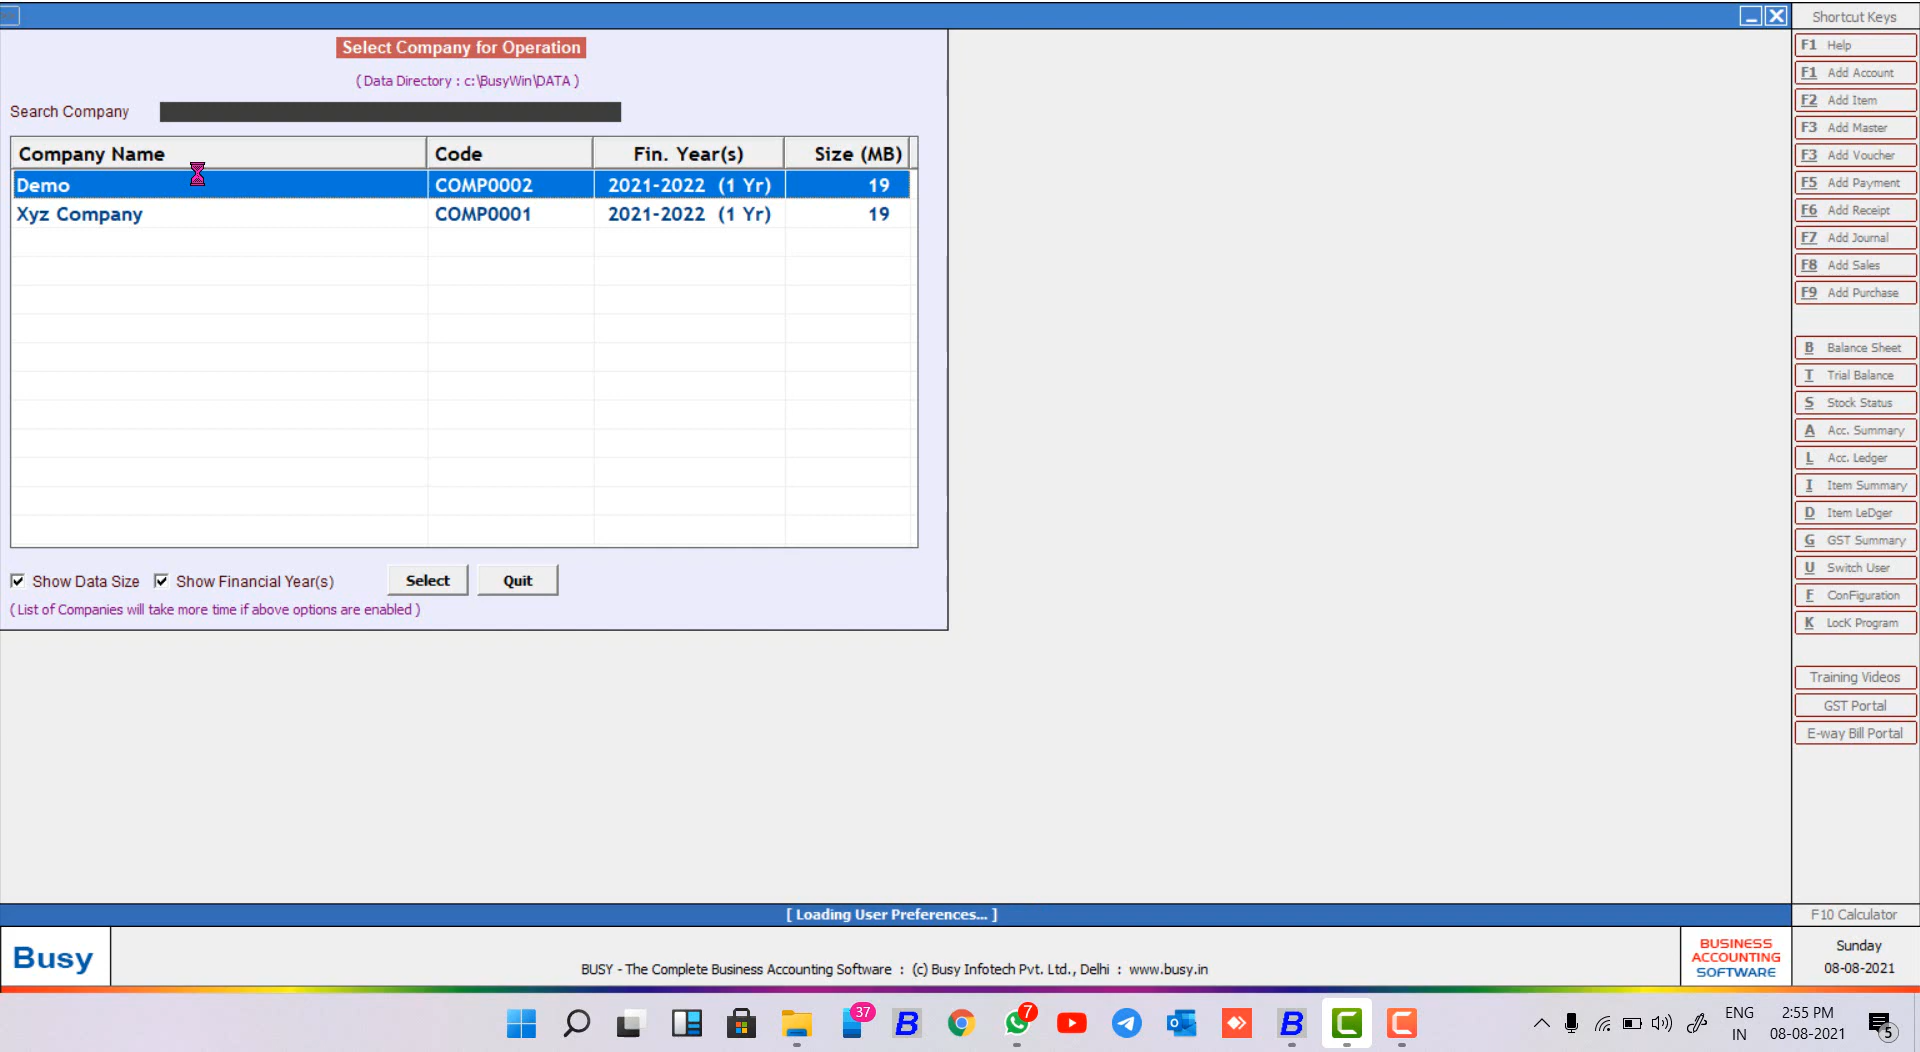 Select Company for Operation
( Data Directory : c:\BusyWin\DATA )
Search Company
Company Name Code Fin. Year(s) Size (MB)
Demo COMP0002 2021-2022 (1 Yr) 19
Xyz Company COMP0001 2021-2022 (1 Yr) 19
Show Data Size Show Financial Year(s) Select Quit
( List of Companies will take more time if above options are enabled )
Shortcut Keys
F1 Help
F1 Add Account
F2 Add Item
F3 Add Master
F3 Add Voucher
F5 Add Payment
F6 Add Receipt
F7 Add Journal
F8 Add Sales
F9 Add Purchase
B Balance Sheet
T Trial Balance
S Stock Status
A Acc. Summary
L Acc. Ledger
I Item Summary
D Item LeDger
G GST Summary
U Switch User
F ConFiguration
K LocK Program
Training Videos
GST Portal
E-way Bill Portal
[ Loading User Preferences... ]
F10 Calculator
Busy
BUSY - The Complete Business Accounting Software : (c) Busy Infotech Pvt. Ltd., Delhi : www.busy.in
BUSINESS
ACCOUNTING
SOFTWARE
Sunday
08-08-2021
37
B
7
B
C
C
ENG
IN
2:55 PM
08-08-2021
5